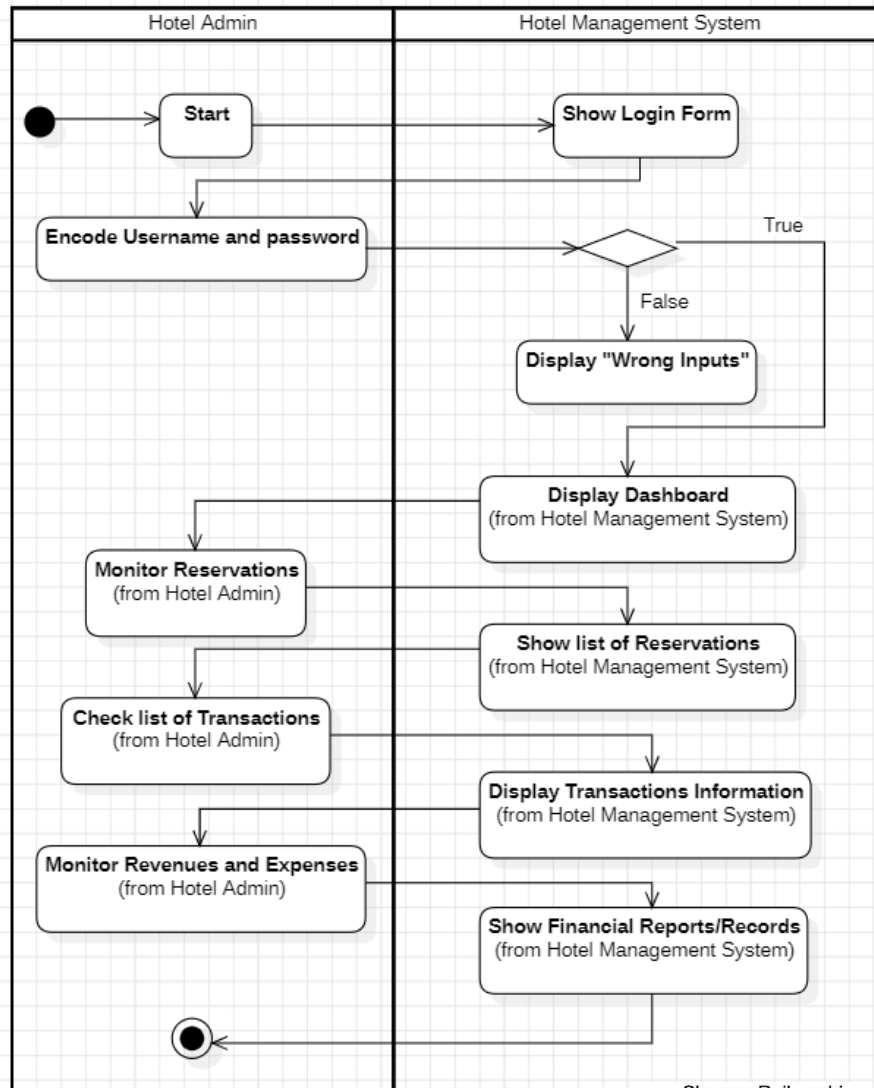 Hotel Admin
Hotel Management System
Start
Show Login Form
Encode Username and password
True
False
Display "Wrong Inputs"
Display Dashboard
(from Hotel Management System)
Monitor Reservations
(from Hotel Admin)
Show list of Reservations
(from Hotel Management System)
Check list of Transactions
(from Hotel Admin)
Display Transactions Information
(from Hotel Management System)
Monitor Revenues and Expenses
(from Hotel Admin)
Show Financial Reports/Records
(from Hotel Management System)